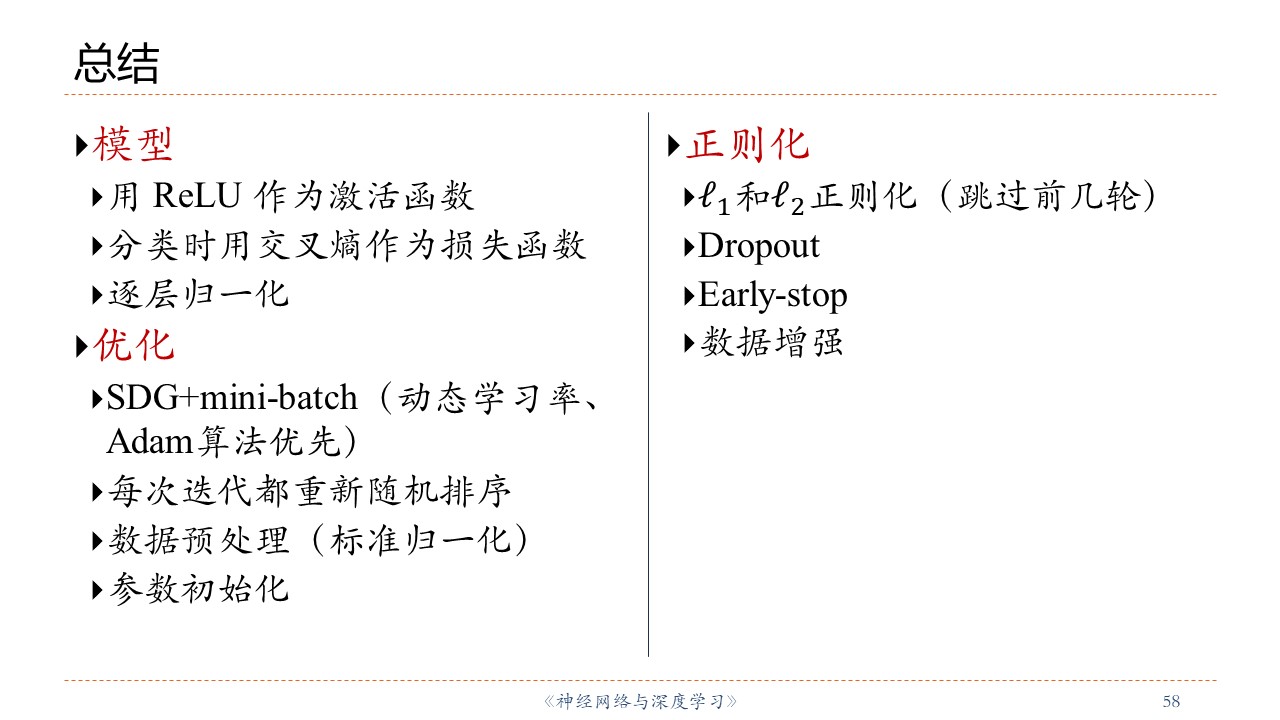 总结
模型
用 ReLU 作为激活函数
分类时用交叉熵作为损失函数
逐层归一化
优化
SDG+mini-batch（动态学习率、
Adam算法优先）
每次迭代都重新随机排序
数据预处理（标准归一化）
参数初始化
正则化
ℓ₁和ℓ₂正则化（跳过前几轮）
Dropout
Early-stop
数据增强
《神经网络与深度学习》
58